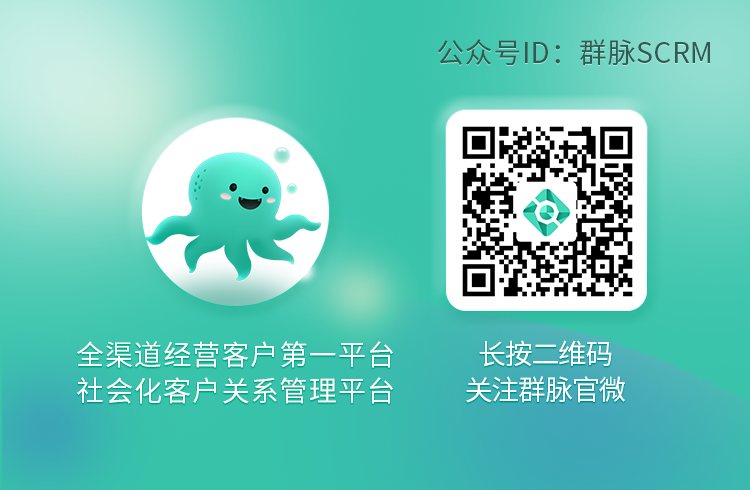 公众号ID：群脉SCRM
全渠道经营客户第一平台
社会化客户关系管理平台
长按二维码
关注群脉官微